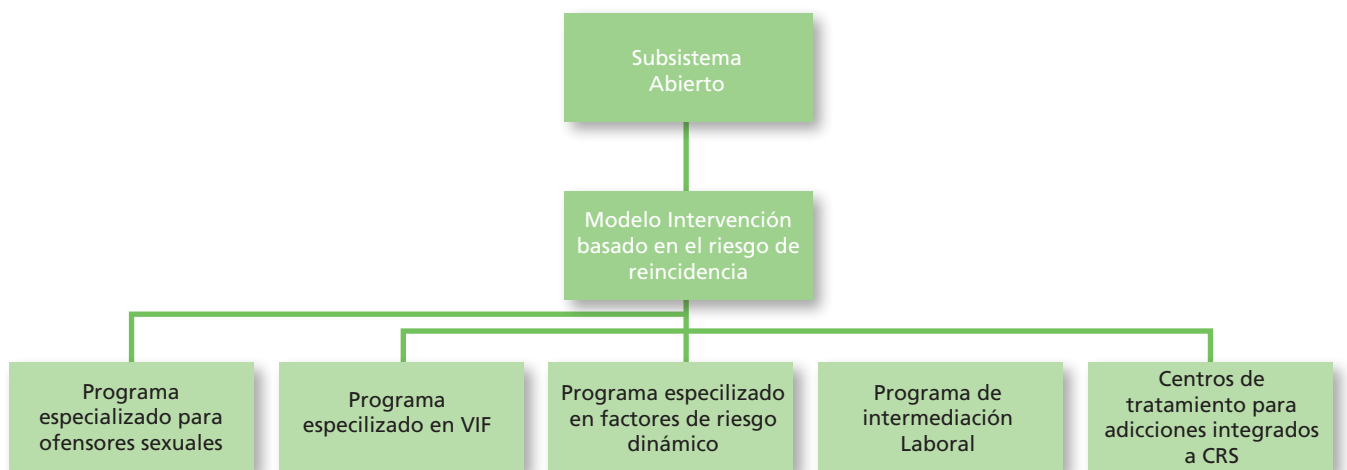 Subsistema
Abierto
Modelo Intervención
basado en el riesgo de
reincidencia
Programa
especializado para
ofensores sexuales
Programa
especilizado en VIF
Programa especilizado
en factores de riesgo
dinámico
Programa de
intermediación
Laboral
Centros de
tratamiento para
adicciones integrados
a CRS